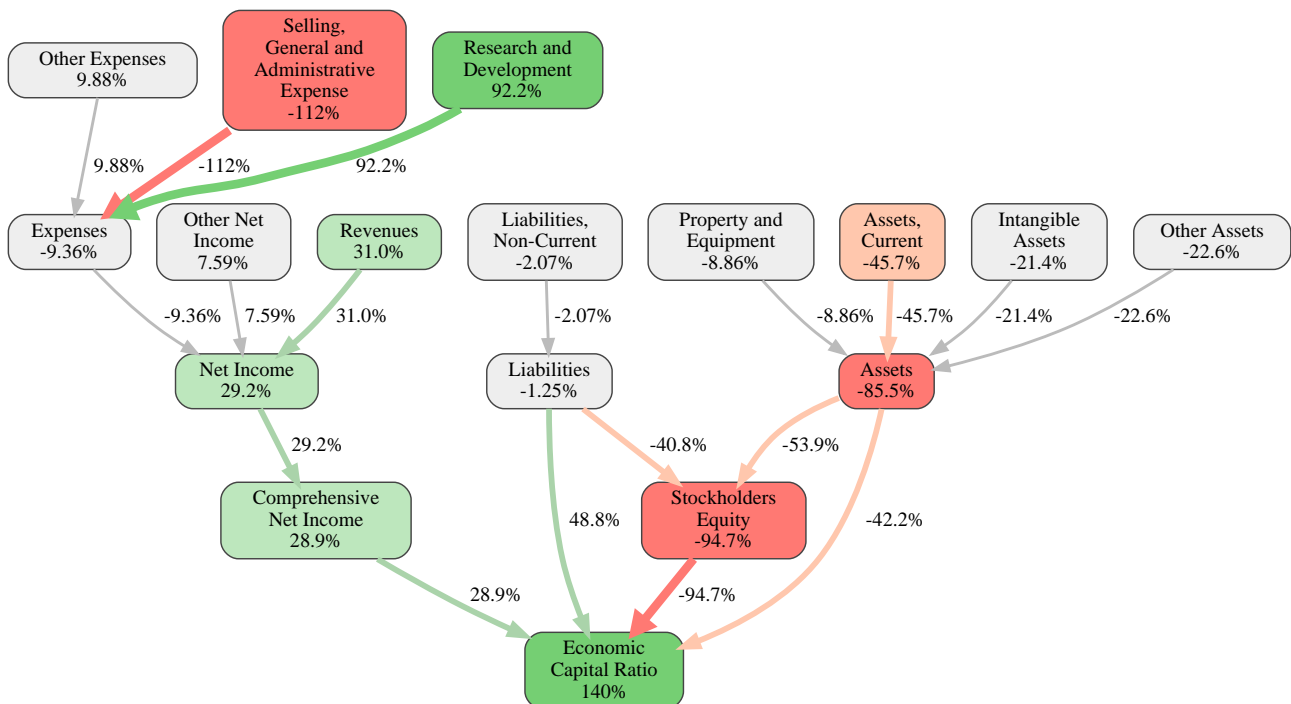 Selling,
General and
Administrative
Expense
-112%
Other Expenses
9.88%
Research and
Development
92.2%
9.88%
-112%
92.2%
Expenses
-9.36%
Other Net
Income
7.59%
Revenues
31.0%
Liabilities,
Non-Current
-2.07%
Property and
Equipment
-8.86%
Assets,
Current
-45.7%
Intangible
Assets
-21.4%
Other Assets
-22.6%
-9.36%
7.59%
31.0%
-2.07%
-8.86%
-45.7%
-21.4%
-22.6%
Net Income
29.2%
Liabilities
-1.25%
Assets
-85.5%
29.2%
-40.8%
-53.9%
Comprehensive
Net Income
28.9%
48.8%
Stockholders
Equity
-94.7%
-42.2%
28.9%
-94.7%
Economic
Capital Ratio
140%